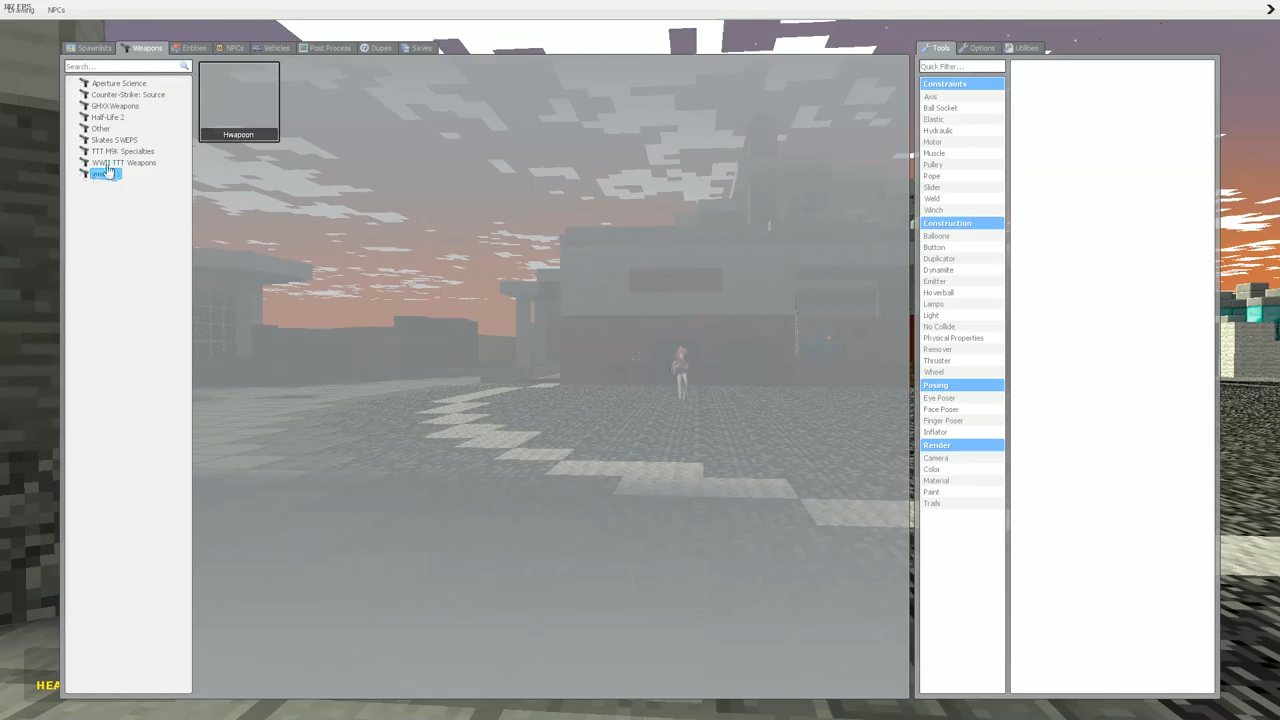 Drawing NPCs
Spawnlists Weapons Entities NPCs Vehicles Post Process Dupes Saves
Search...
Aperture Science
Counter-Strike: Source
GHXXWeapons
Half-Life 2
Other
Skates SWEPS
TTT M9K Specialties
WWII TTT Weapons
Hwapoon
Tools Options Utilities
Quick Filter...
Constraints
Axis
Ball Socket
Elastic
Hydraulic
Motor
Muscle
Pulley
Rope
Slider
Weld
Winch
Construction
Balloons
Button
Duplicator
Dynamite
Emitter
Hoverball
Lamps
Light
No Collide
Physical Properties
Remover
Thruster
Wheel
Posing
Eye Poser
Face Poser
Finger Poser
Inflator
Render
Camera
Color
Material
Paint
Trails
HEA